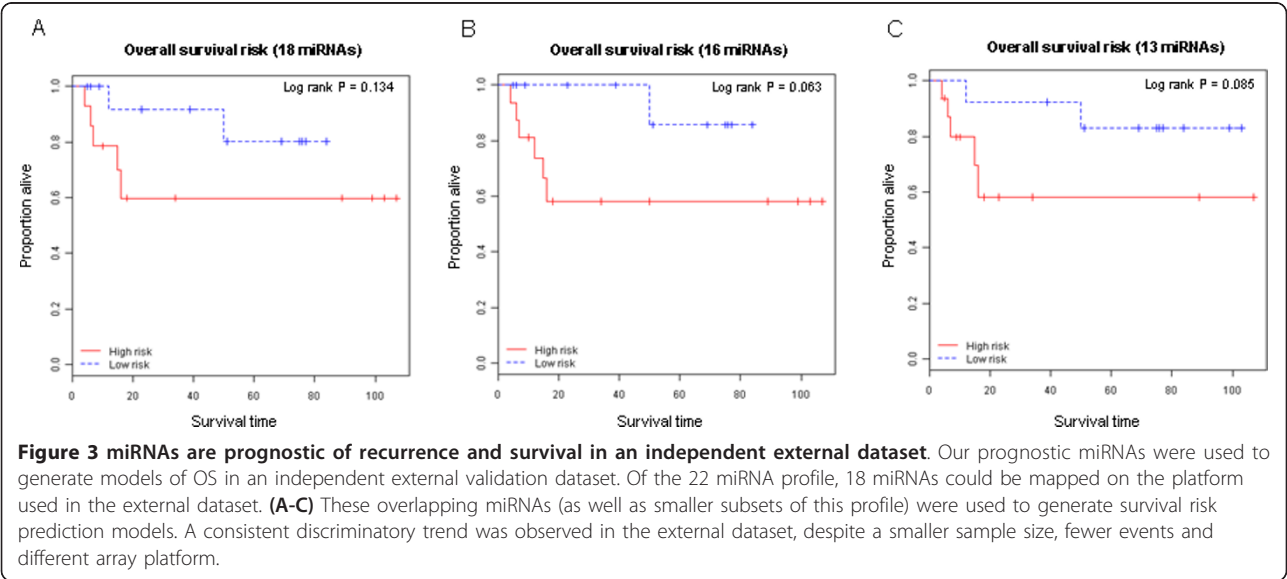 A
Overall survival risk (18 miRNAs)
Log rank P = 0.134
Proportion alive
1.0
0.8
0.6
0.4
0.2
0.0
High risk
Low risk
0 20 40 60 80 100
Survival time
B
Overall survival risk (16 miRNAs)
Log rank P = 0.063
Proportion alive
1.0
0.8
0.6
0.4
0.2
0.0
High risk
Low risk
0 20 40 60 80 100
Survival time
C
Overall survival risk (13 miRNAs)
Log rank P = 0.085
Proportion alive
1.0
0.8
0.6
0.4
0.2
0.0
High risk
Low risk
0 20 40 60 80 100
Survival time
Figure 3 miRNAs are prognostic of recurrence and survival in an independent external dataset. Our prognostic miRNAs were used to
generate models of OS in an independent external validation dataset. Of the 22 miRNA profile, 18 miRNAs could be mapped on the platform
used in the external dataset. (A-C) These overlapping miRNAs (as well as smaller subsets of this profile) were used to generate survival risk
prediction models. A consistent discriminatory trend was observed in the external dataset, despite a smaller sample size, fewer events and
different array platform.